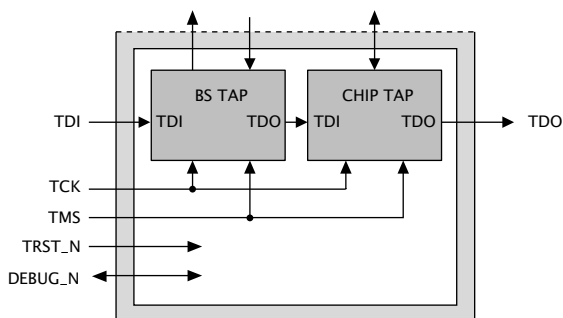 BS TAP
CHIP TAP
TDI
TDI
TDO
TDI
TDO
TDO
TCK
TMS
TRST_N
DEBUG_N